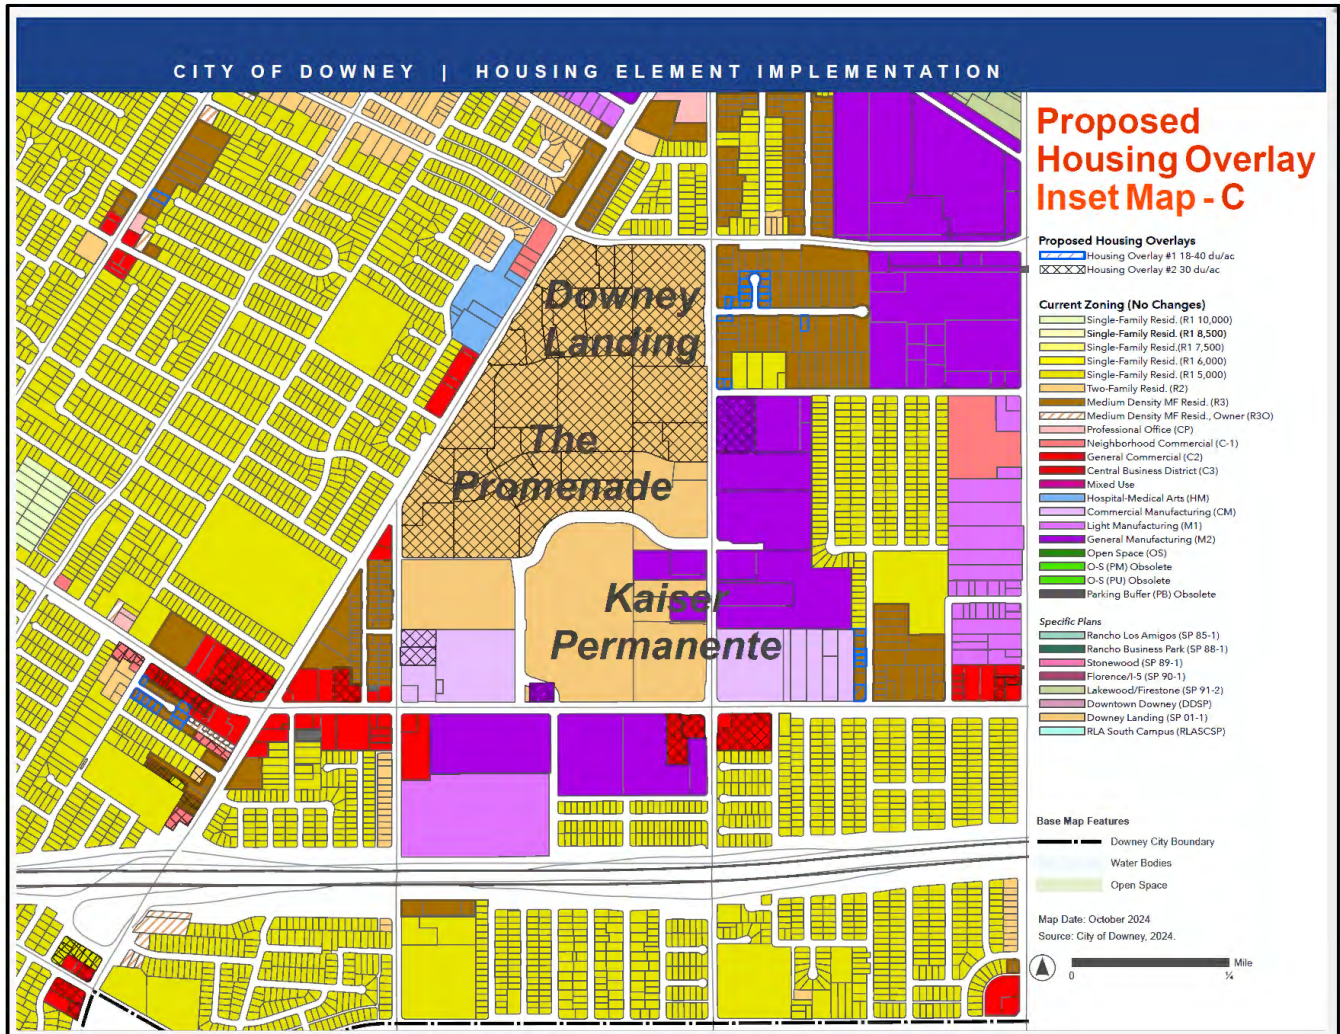 CITY OF DOWNEY | HOUSING ELEMENT IMPLEMENTATION
Proposed
Housing Overlay
Inset Map - C
Proposed Housing Overlays
Housing Overlay #1 18-40 du/ac
Housing Overlay #2 30 du/ac
Current Zoning (No Changes)
Single-Family Resid. (R1 10,000)
Single-Family Resid. (R1 8,500)
Single-Family Resid.(R1 7,500)
Single-Family Resid. (R1 6,000)
Single-Family Resid. (R1 5,000)
Two-Family Resid. (R2)
Medium Density MF Resid. (R3)
Medium Density MF Resid., Owner (R3O)
Professional Office (CP)
Neighborhood Commercial (C-1)
General Commercial (C2)
Central Business District (C3)
Mixed Use
Hospital-Medical Arts (HM)
Commercial Manufacturing (CM)
Light Manufacturing (M1)
General Manufacturing (M2)
Open Space (OS)
O-S (PM) Obsolete
O-S (PU) Obsolete
Parking Buffer (PB) Obsolete
Specific Plans
Rancho Los Amigos (SP 85-1)
Rancho Business Park (SP 88-1)
Stonewood (SP 89-1)
Florence/I-5 (SP 90-1)
Lakewood/Firestone (SP 91-2)
Downtown Downey (DDSP)
Downey Landing (SP 01-1)
RLA South Campus (RLASCSP)
Base Map Features
Downey City Boundary
Water Bodies
Open Space
Map Date: October 2024
Source: City of Downey, 2024.
Mile
0 ¼
Downey
Landing
The
Promenade
Kaiser
Permanente